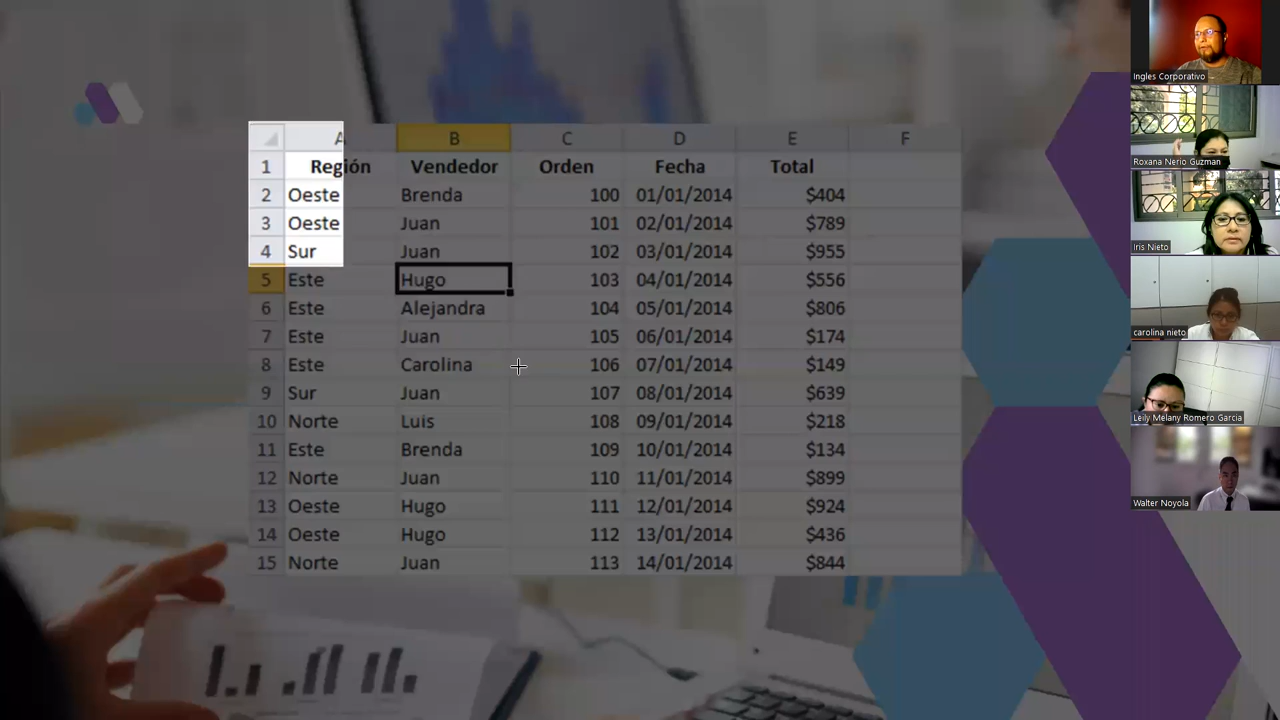 A B C D E F
1 Región Vendedor Orden Fecha Total
2 Oeste Brenda 100 01/01/2014 $404
3 Oeste Juan 101 02/01/2014 $789
4 Sur Juan 102 03/01/2014 $955
5 Este Hugo 103 04/01/2014 $556
6 Este Alejandra 104 05/01/2014 $806
7 Este Juan 105 06/01/2014 $174
8 Este Carolina 106 07/01/2014 $149
9 Sur Juan 107 08/01/2014 $639
10 Norte Luis 108 09/01/2014 $218
11 Este Brenda 109 10/01/2014 $134
12 Norte Juan 110 11/01/2014 $899
13 Oeste Hugo 111 12/01/2014 $924
14 Oeste Hugo 112 13/01/2014 $436
15 Norte Juan 113 14/01/2014 $844
Ingles Corporativo
Roxana Nerio Guzman
Iris Nieto
carolina nieto
Leily Melany Romero Garcia
Walter Noyola